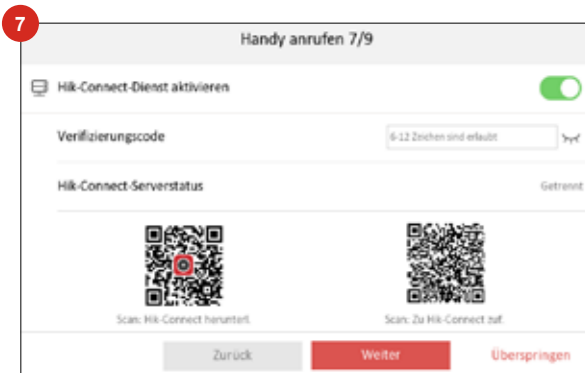 7
Handy anrufen 7/9
Hik-Connect-Dienst aktivieren
Verifizierungscode 6-12 Zeichen sind erlaubt
Hik-Connect-Serverstatus Getrennt
Scan: Hik-Connect herunterl. Scan: Zu Hik-Connect zuf.
Zurück Weiter Überspringen